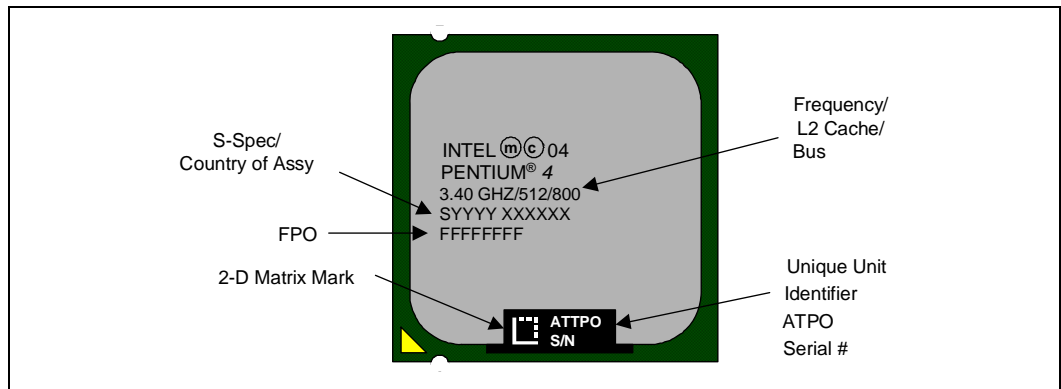 S-Spec/
Country of Assy
FPO
2-D Matrix Mark
INTEL ⓜⓒ 04
PENTIUM® 4
3.40 GHZ/512/800
SYYYY XXXXXX
FFFFFFFF
ATTPO
S/N
Frequency/
L2 Cache/
Bus
Unique Unit
Identifier
ATPO
Serial #